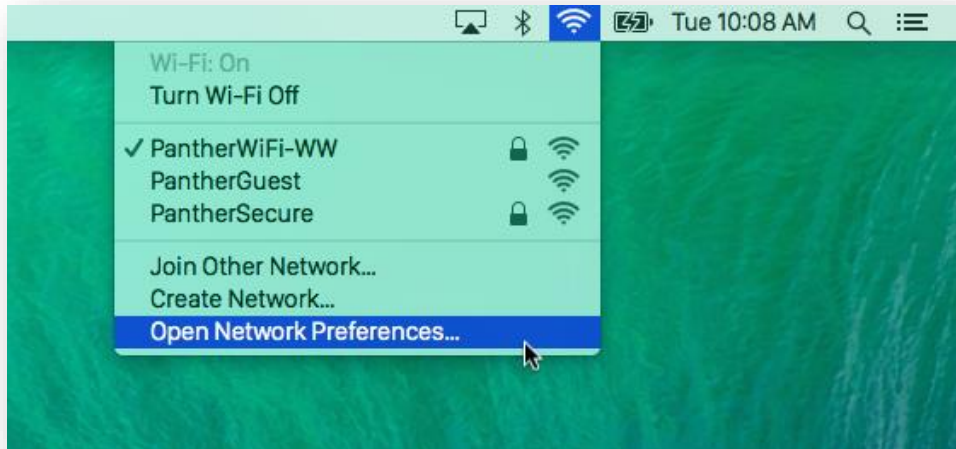 Tue 10:08 AM
Wi-Fi: On
Turn Wi-Fi Off
PantherWiFi-WW
PantherGuest
PantherSecure
Join Other Network...
Create Network...
Open Network Preferences...